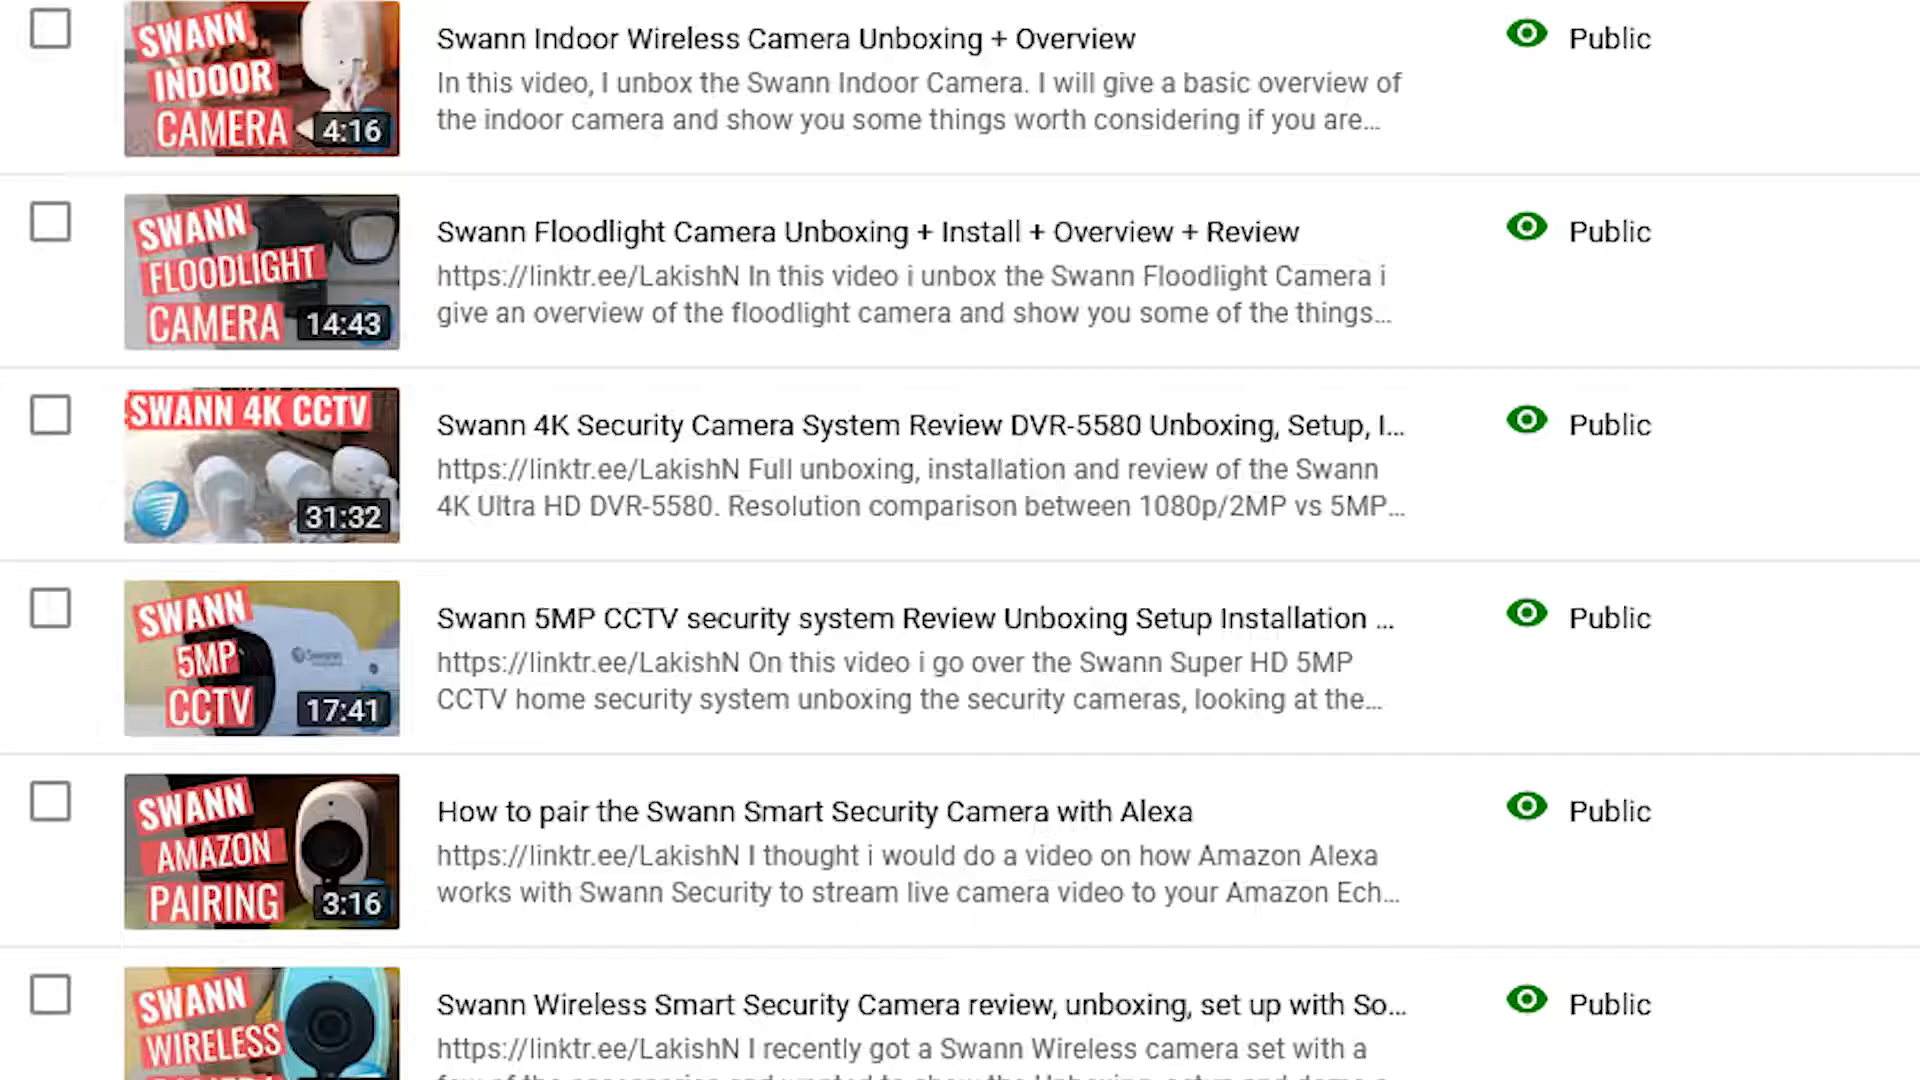 SWANN
INDOOR
CAMERA
4:16
Swann Indoor Wireless Camera Unboxing + Overview
In this video, I unbox the Swann Indoor Camera. I will give a basic overview of
the indoor camera and show you some things worth considering if you are...
Public
SWANN
FLOODLIGHT
CAMERA
14:43
Swann Floodlight Camera Unboxing + Install + Overview + Review
https://linktr.ee/LakishN In this video i unbox the Swann Floodlight Camera i
give an overview of the floodlight camera and show you some of the things...
Public
SWANN 4K CCTV
31:32
Swann 4K Security Camera System Review DVR-5580 Unboxing, Setup, I...
https://linktr.ee/LakishN Full unboxing, installation and review of the Swann
4K Ultra HD DVR-5580. Resolution comparison between 1080p/2MP vs 5MP...
Public
SWANN
5MP
CCTV
Swann
17:41
Swann 5MP CCTV security system Review Unboxing Setup Installation ...
https://linktr.ee/LakishN On this video i go over the Swann Super HD 5MP
CCTV home security system unboxing the security cameras, looking at the...
Public
SWANN
AMAZON
PAIRING
3:16
How to pair the Swann Smart Security Camera with Alexa
https://linktr.ee/LakishN I thought i would do a video on how Amazon Alexa
works with Swann Security to stream live camera video to your Amazon Ech...
Public
SWANN
WIRELESS
Swann Wireless Smart Security Camera review, unboxing, set up with So...
https://linktr.ee/LakishN I recently got a Swann Wireless camera set with a
Public